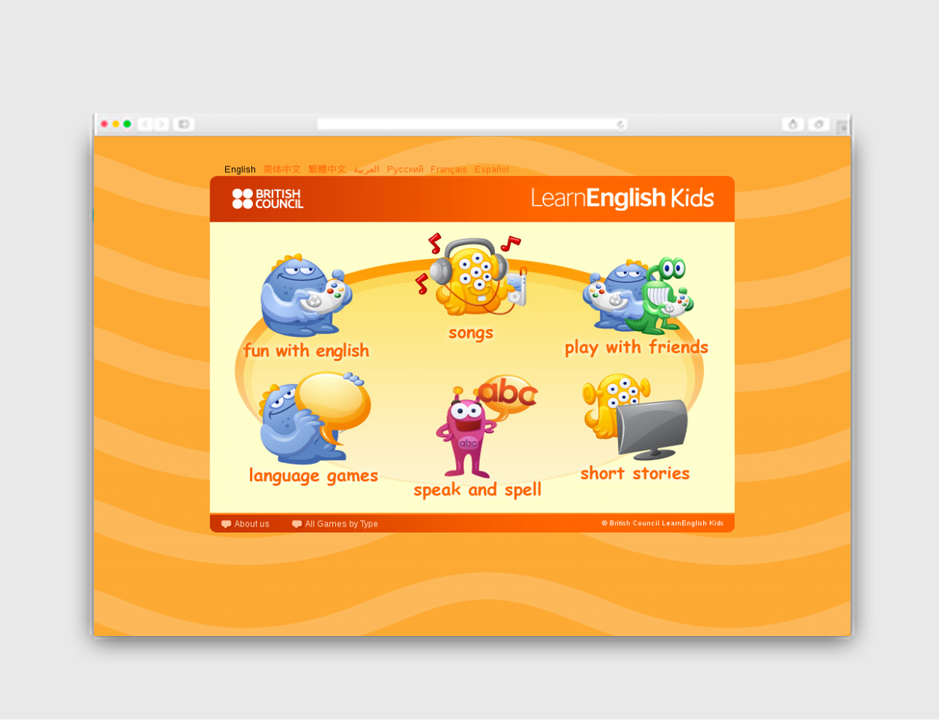 English 简体中文 繁體中文 العربية Русский Français Español
BRITISH
COUNCIL
LearnEnglish Kids
songs
fun with english
play with friends
abc
abc
language games
speak and spell
short stories
About us All Games by Type © British Council LearnEnglish Kids